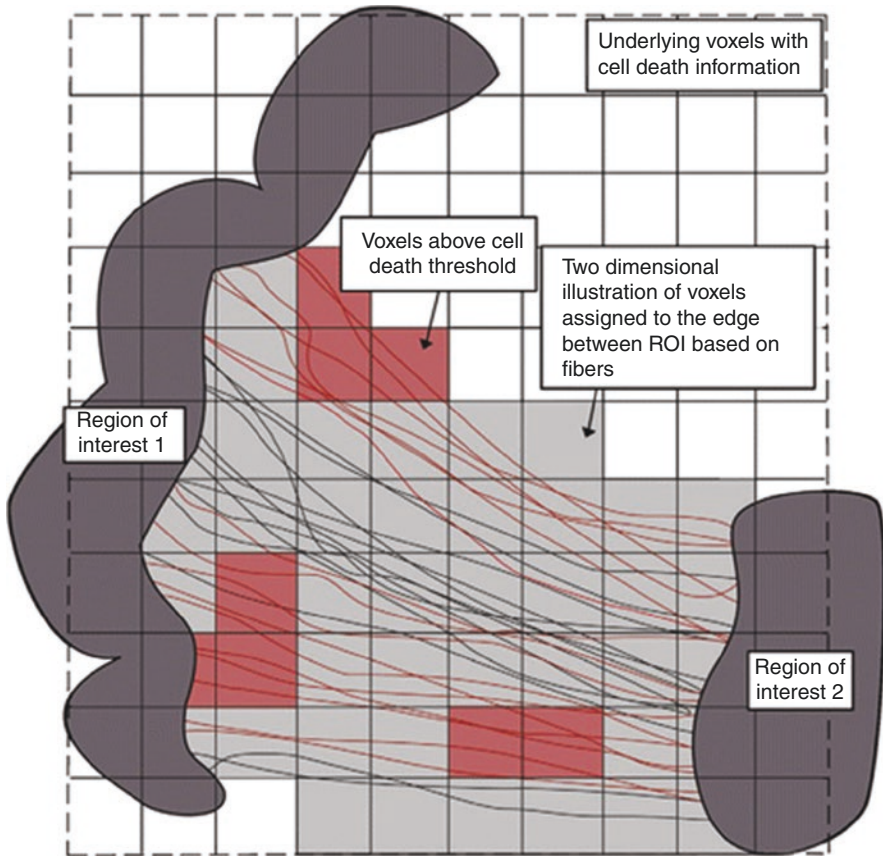 Underlying voxels with
cell death information
Voxels above cell
death threshold
Two dimensional
illustration of voxels
assigned to the edge
between ROI based on
fibers
Region of
interest 1
Region of
interest 2